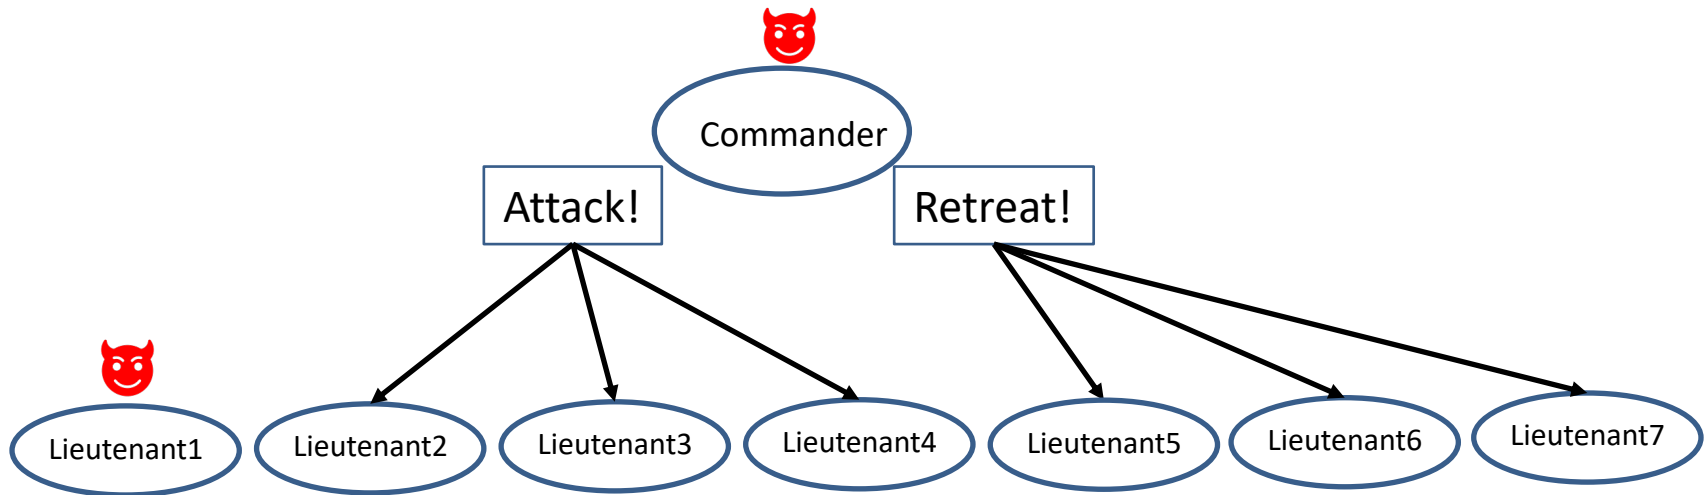 Commander
Attack!
Retreat!
Lieutenant1
Lieutenant2
Lieutenant3
Lieutenant4
Lieutenant5
Lieutenant6
Lieutenant7